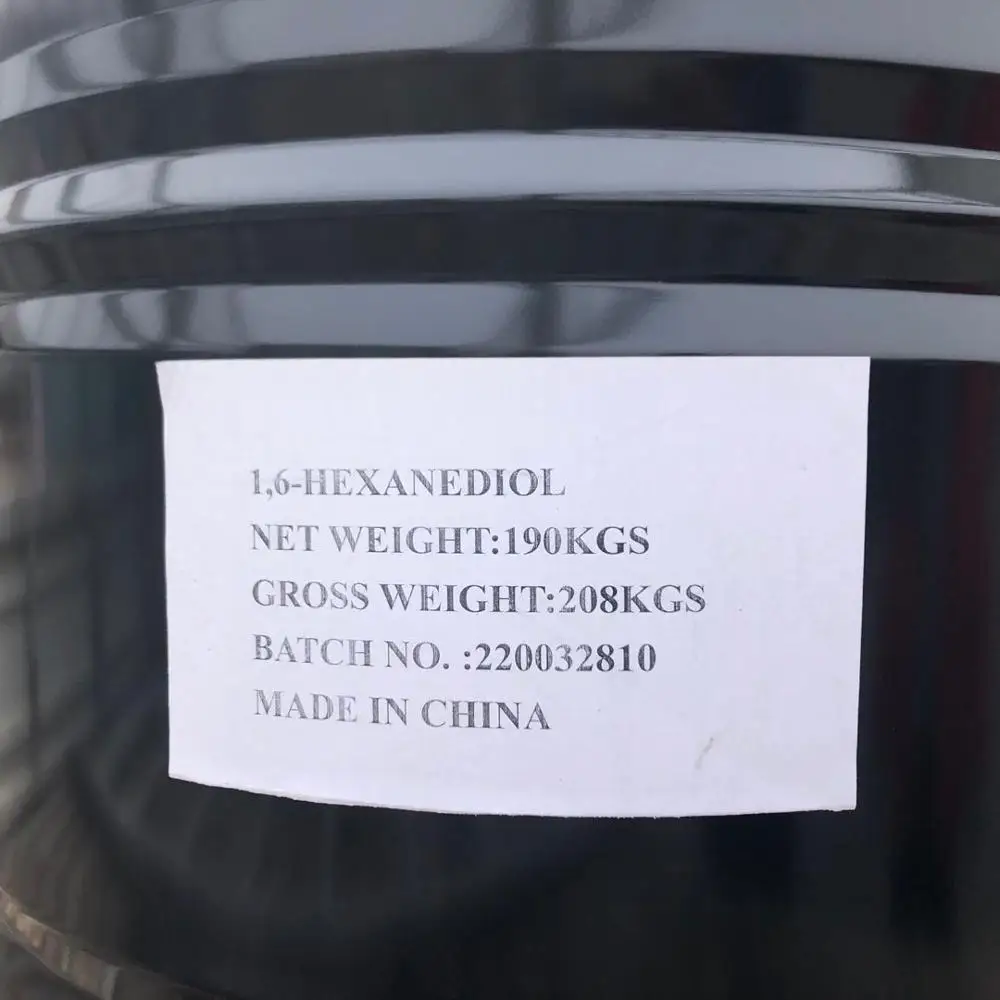 1,6-HEXANEDIOL
NET WEIGHT:190KGS
GROSS WEIGHT:208KGS
BATCH NO. :220032810
MADE IN CHINA